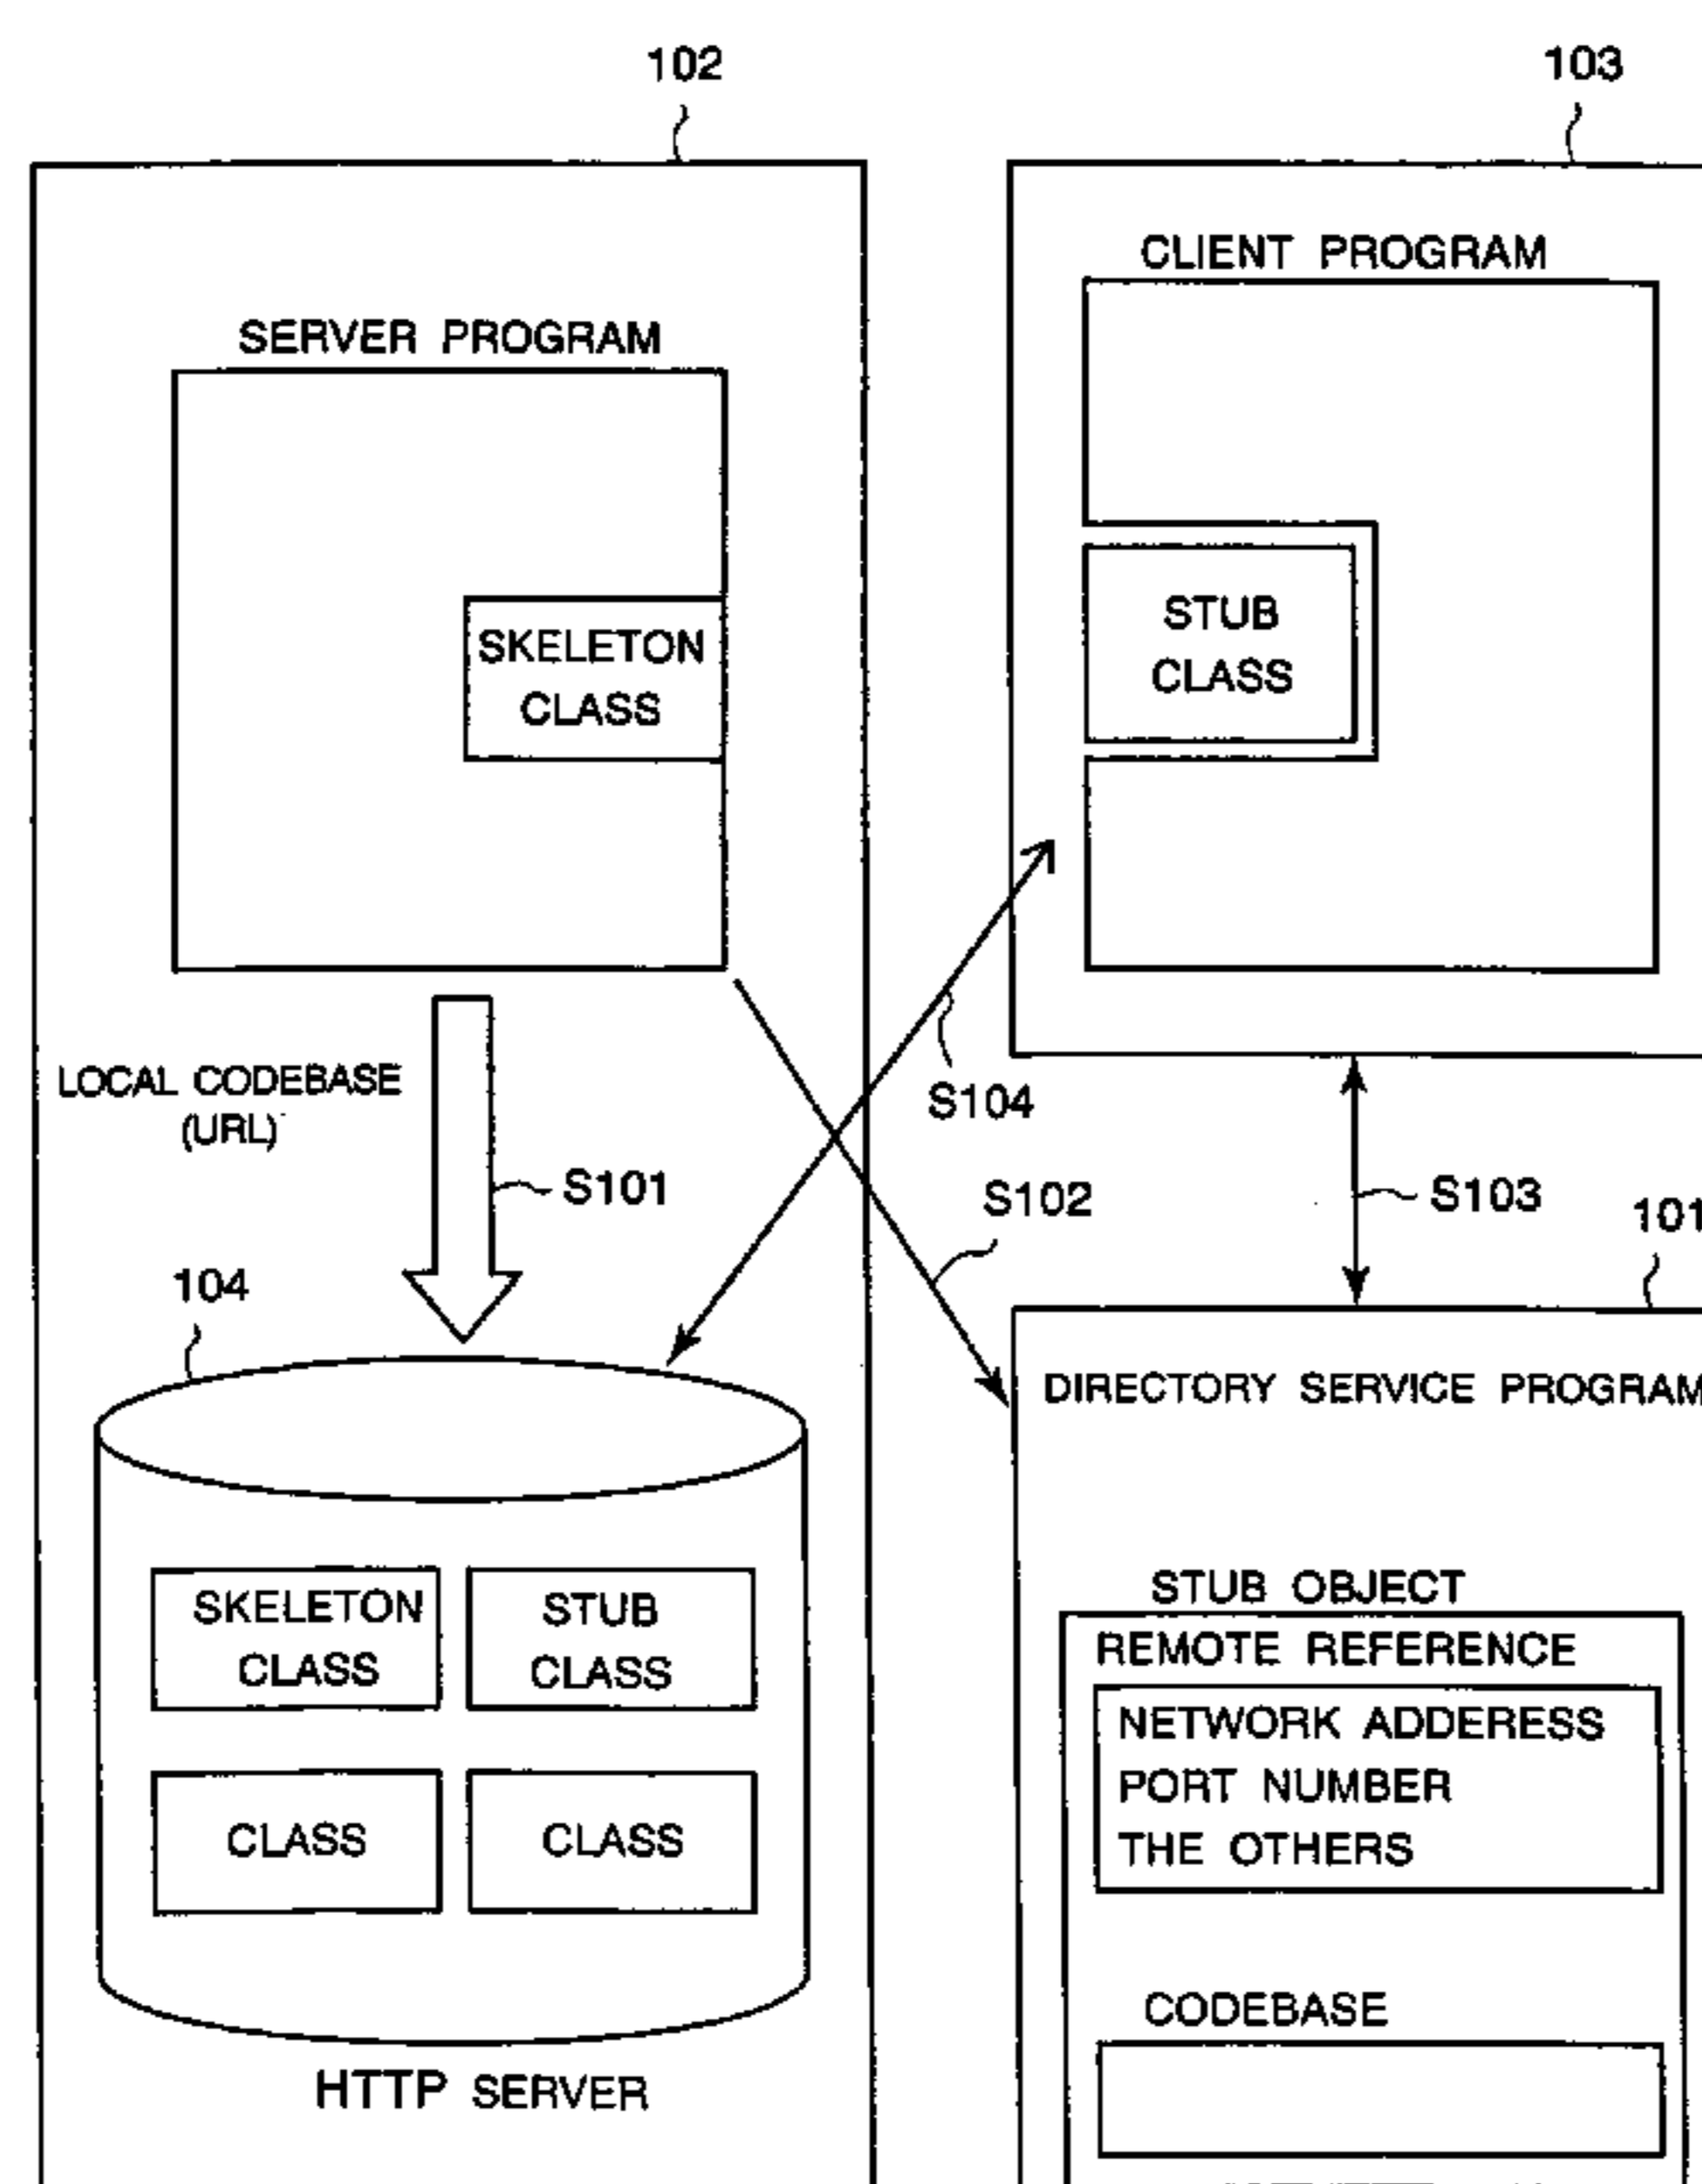 102
103
CLIENT PROGRAM
SERVER PROGRAM
STUB
CLASS
SKELETON
CLASS
LOCAL CODEBASE
(URL)
S101
S104
S102
S103
101
104
DIRECTORY SERVICE PROGRAM
SKELETON
CLASS
STUB
CLASS
CLASS
CLASS
HTTP SERVER
STUB OBJECT
REMOTE REFERENCE
NETWORK ADDERESS
PORT NUMBER
THE OTHERS
CODEBASE